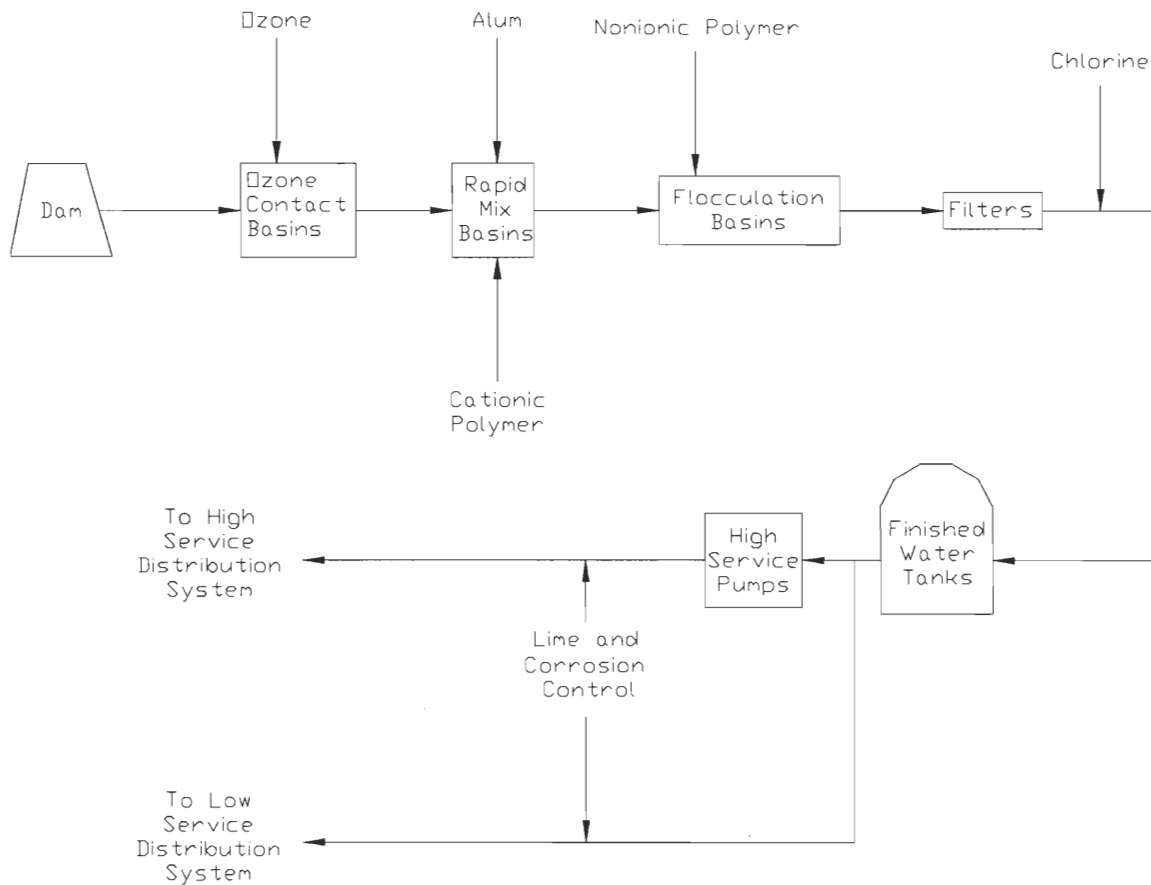 Ozone
Alum
Nonionic Polymer
Chlorine
Dam
Ozone
Contact
Basins
Rapid
Mix
Basins
Flocculation
Basins
Filters
Cationic
Polymer
To High
Service
Distribution
System
High
Service
Pumps
Finished
Water
Tanks
Lime and
Corrosion
Control
To Low
Service
Distribution
System